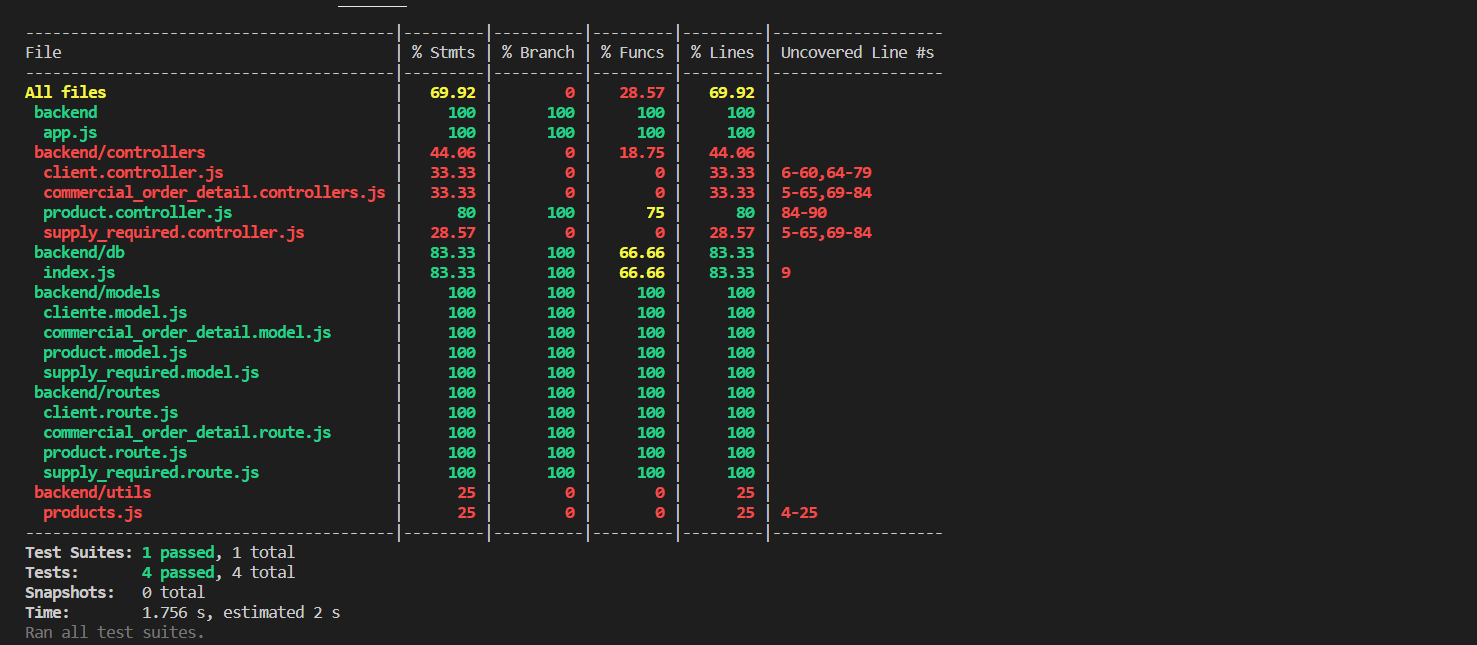 ----------------------------------------|---------|----------|---------|---------|-------------------
File                                    | % Stmts | % Branch | % Funcs | % Lines | Uncovered Line #s
----------------------------------------|---------|----------|---------|---------|-------------------
All files                               |   69.92 |        0 |   28.57 |   69.92 |
 backend                                |     100 |      100 |     100 |     100 |
  app.js                                |     100 |      100 |     100 |     100 |
 backend/controllers                    |   44.06 |        0 |   18.75 |   44.06 |
  client.controller.js                  |   33.33 |        0 |       0 |   33.33 | 6-60,64-79
  commercial_order_detail.controllers.js |   33.33 |        0 |       0 |   33.33 | 5-65,69-84
  product.controller.js                 |      80 |      100 |      75 |      80 | 84-90
  supply_required.controller.js         |   28.57 |        0 |       0 |   28.57 | 5-65,69-84
 backend/db                             |   83.33 |      100 |   66.66 |   83.33 |
  index.js                              |   83.33 |      100 |   66.66 |   83.33 | 9
 backend/models                         |     100 |      100 |     100 |     100 |
  cliente.model.js                      |     100 |      100 |     100 |     100 |
  commercial_order_detail.model.js      |     100 |      100 |     100 |     100 |
  product.model.js                      |     100 |      100 |     100 |     100 |
  supply_required.model.js              |     100 |      100 |     100 |     100 |
 backend/routes                         |     100 |      100 |     100 |     100 |
  client.route.js                       |     100 |      100 |     100 |     100 |
  commercial_order_detail.route.js      |     100 |      100 |     100 |     100 |
  product.route.js                      |     100 |      100 |     100 |     100 |
  supply_required.route.js              |     100 |      100 |     100 |     100 |
 backend/utils                          |      25 |        0 |       0 |      25 |
  products.js                           |      25 |        0 |       0 |      25 | 4-25
----------------------------------------|---------|----------|---------|---------|-------------------
Test Suites: 1 passed, 1 total
Tests:       4 passed, 4 total
Snapshots:   0 total
Time:        1.756 s, estimated 2 s
Ran all test suites.